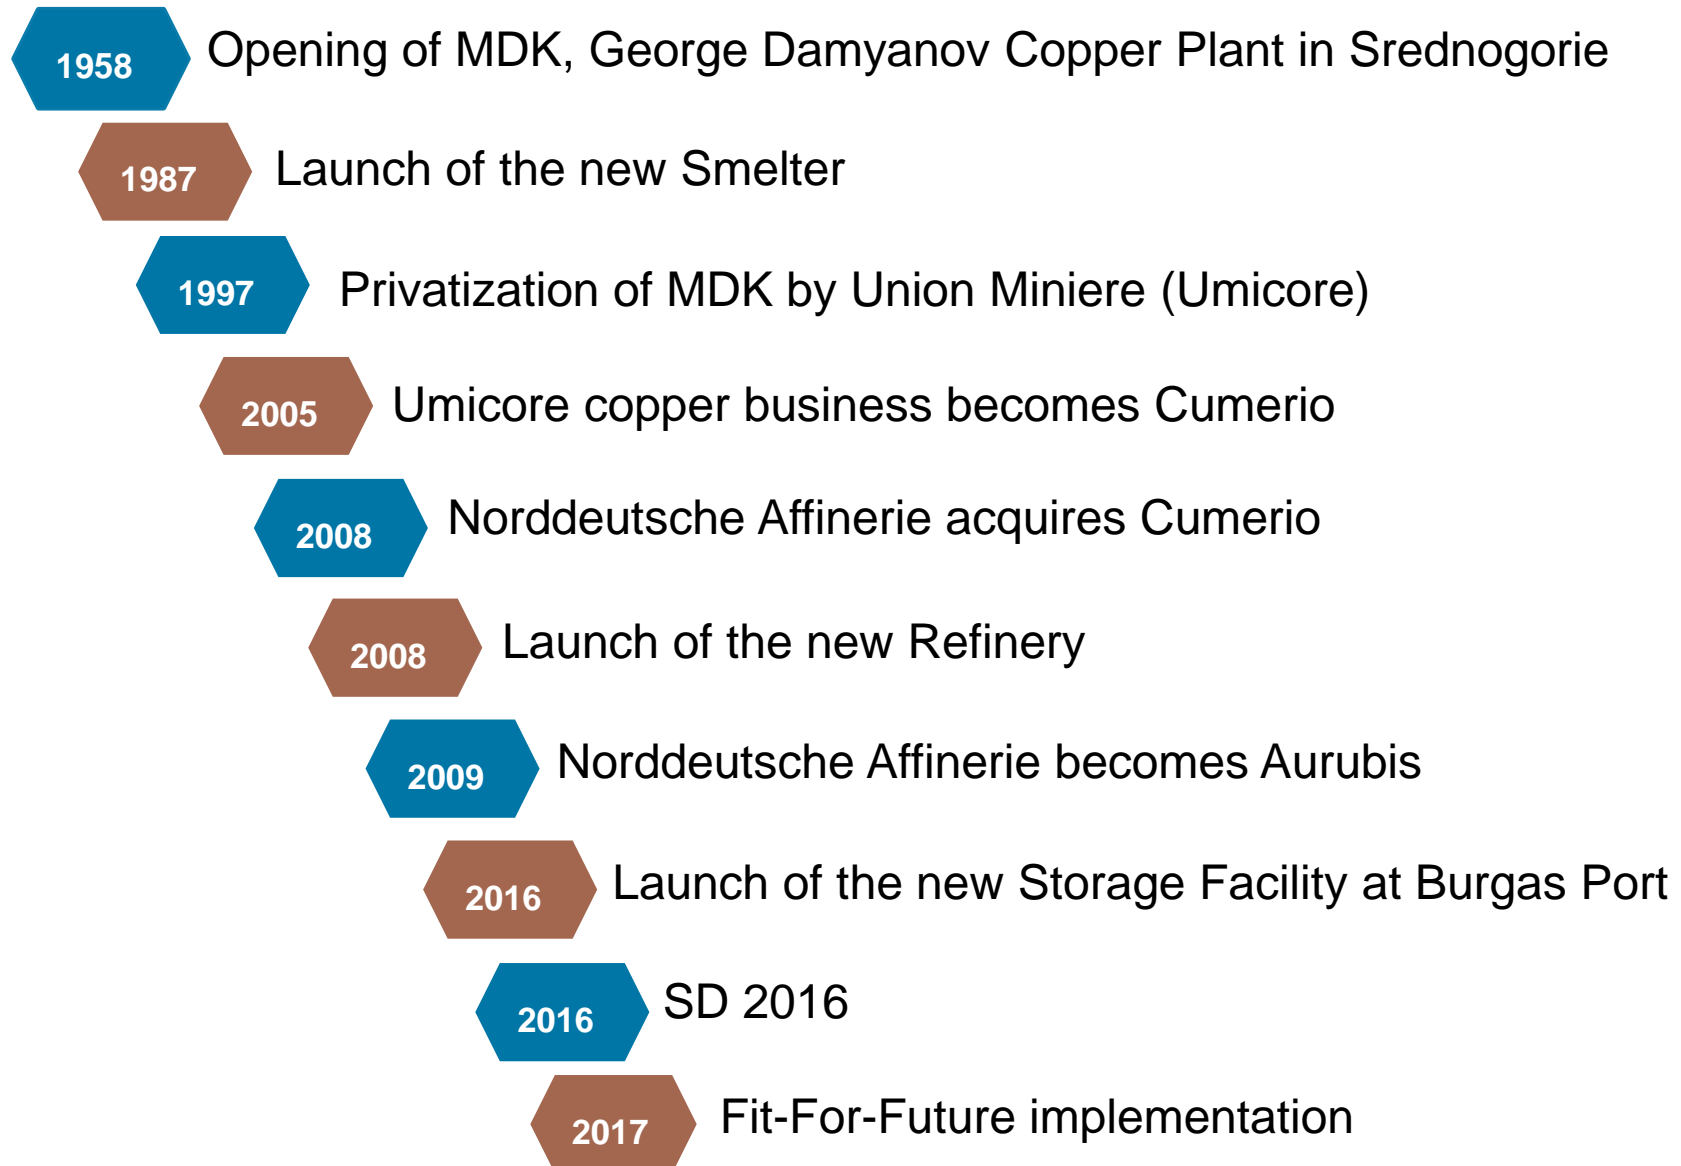 1958 Opening of MDK, George Damyanov Copper Plant in Srednogorie
1987 Launch of the new Smelter
1997 Privatization of MDK by Union Miniere (Umicore)
2005 Umicore copper business becomes Cumerio
2008 Norddeutsche Affinerie acquires Cumerio
2008 Launch of the new Refinery
2009 Norddeutsche Affinerie becomes Aurubis
2016 Launch of the new Storage Facility at Burgas Port
2016 SD 2016
2017 Fit-For-Future implementation